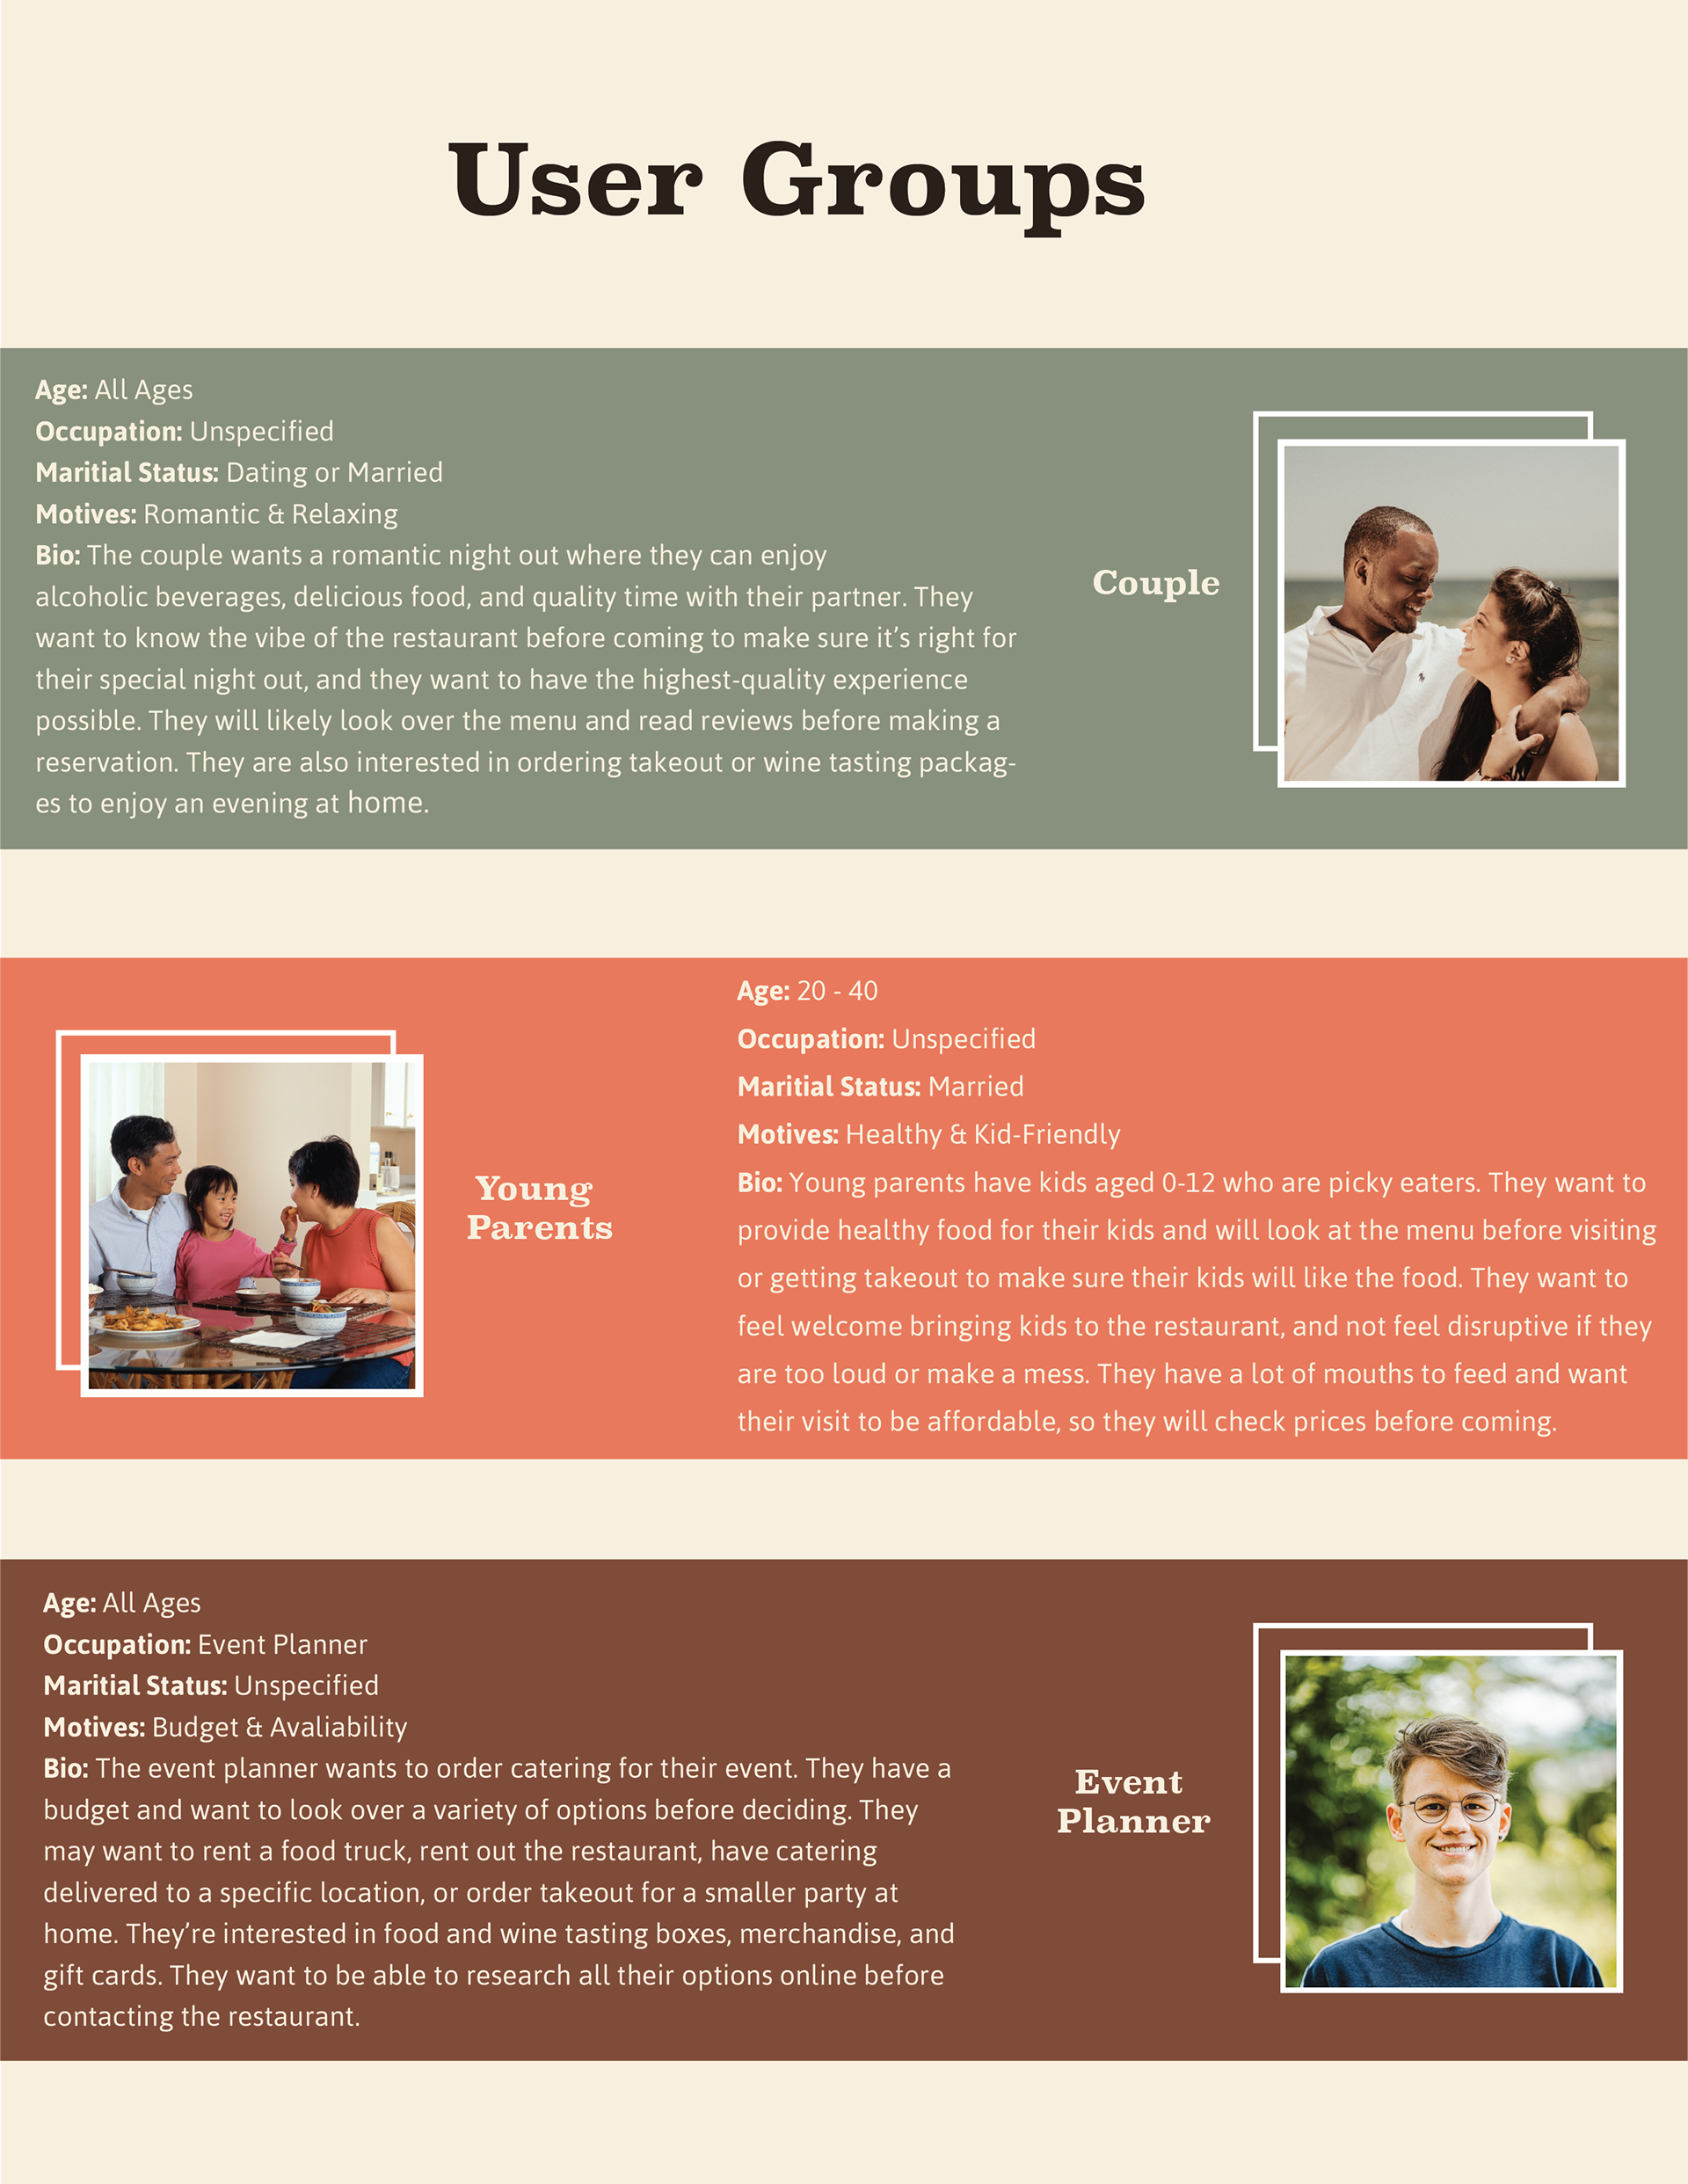 User Groups
Age: All Ages
Occupation: Unspecified
Maritial Status: Dating or Married
Motives: Romantic & Relaxing
Bio: The couple wants a romantic night out where they can enjoy
alcoholic beverages, delicious food, and quality time with their partner. They
want to know the vibe of the restaurant before coming to make sure it’s right for
their special night out, and they want to have the highest-quality experience
possible. They will likely look over the menu and read reviews before making a
reservation. They are also interested in ordering takeout or wine tasting packag-
es to enjoy an evening at home.
Couple
Young
Parents
Age: 20 - 40
Occupation: Unspecified
Maritial Status: Married
Motives: Healthy & Kid-Friendly
Bio: Young parents have kids aged 0-12 who are picky eaters. They want to
provide healthy food for their kids and will look at the menu before visiting
or getting takeout to make sure their kids will like the food. They want to
feel welcome bringing kids to the restaurant, and not feel disruptive if they
are too loud or make a mess. They have a lot of mouths to feed and want
their visit to be affordable, so they will check prices before coming.
Age: All Ages
Occupation: Event Planner
Maritial Status: Unspecified
Motives: Budget & Avaliability
Bio: The event planner wants to order catering for their event. They have a
budget and want to look over a variety of options before deciding. They
may want to rent a food truck, rent out the restaurant, have catering
delivered to a specific location, or order takeout for a smaller party at
home. They’re interested in food and wine tasting boxes, merchandise, and
gift cards. They want to be able to research all their options online before
contacting the restaurant.
Event
Planner